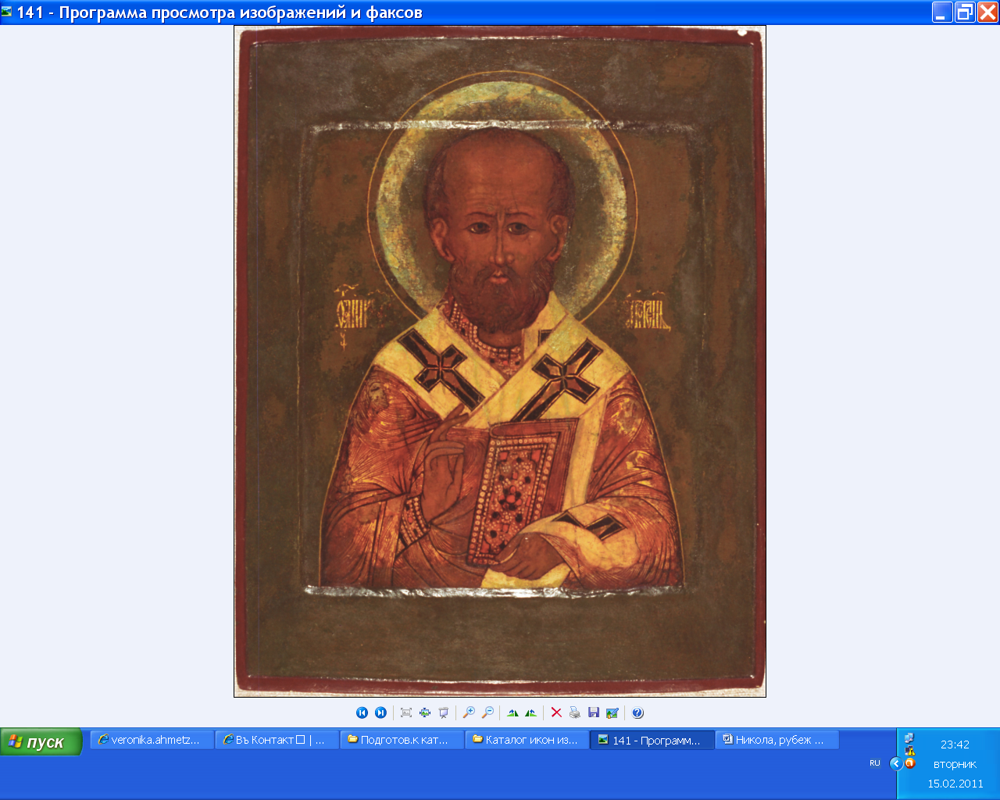 141 - Программа просмотра изображений и факсов
пуск
veronika.ahmetz...
Въ Контакт | ...
Подготов.к кат...
Каталог икон из...
141 - Программ...
Никола, рубеж ...
RU
23:42
вторник
15.02.2011